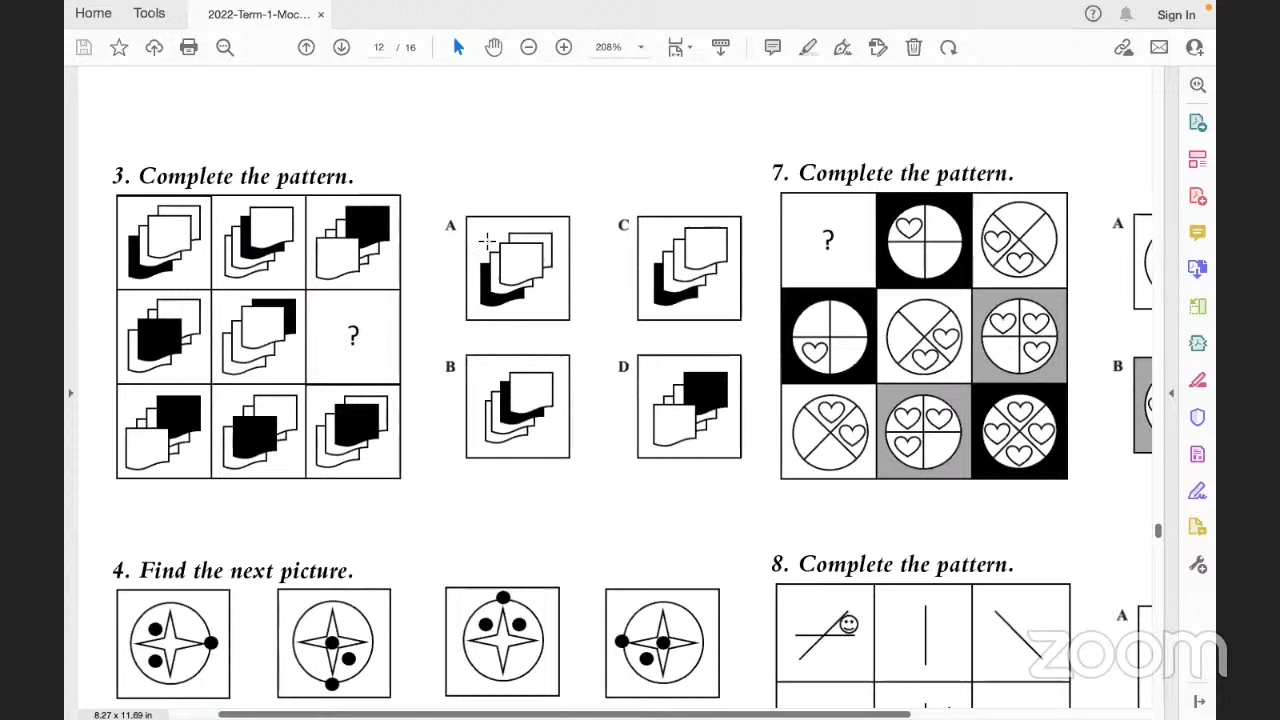 Home Tools 2022-Term-1-Moc... × Sign In
12 / 16 208%
3. Complete the pattern.
A
C
?
B
D
7. Complete the pattern.
?
A
B
4. Find the next picture.
8. Complete the pattern.
A
zoom
8.27 x 11.69 in